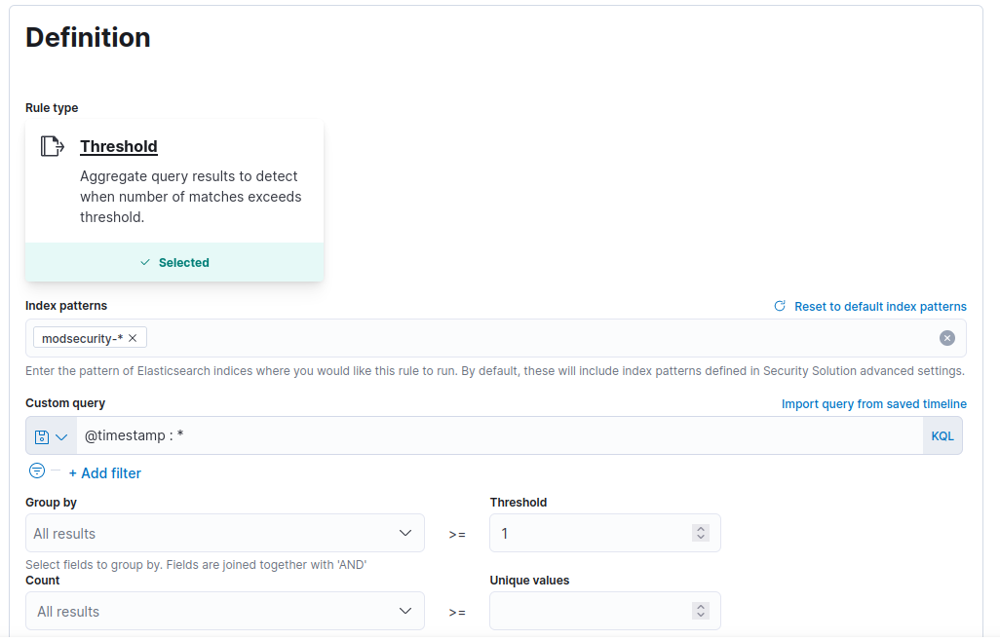 Definition
Rule type
Threshold
Aggregate query results to detect
when number of matches exceeds
threshold.
Selected
Index patterns
Reset to default index patterns
modsecurity-*
Enter the pattern of Elasticsearch indices where you would like this rule to run. By default, these will include index patterns defined in Security Solution advanced settings.
Custom query
Import query from saved timeline
@timestamp : *
KQL
+ Add filter
Group by
Threshold
All results
>=
1
Select fields to group by. Fields are joined together with 'AND'
Count
Unique values
All results
>=